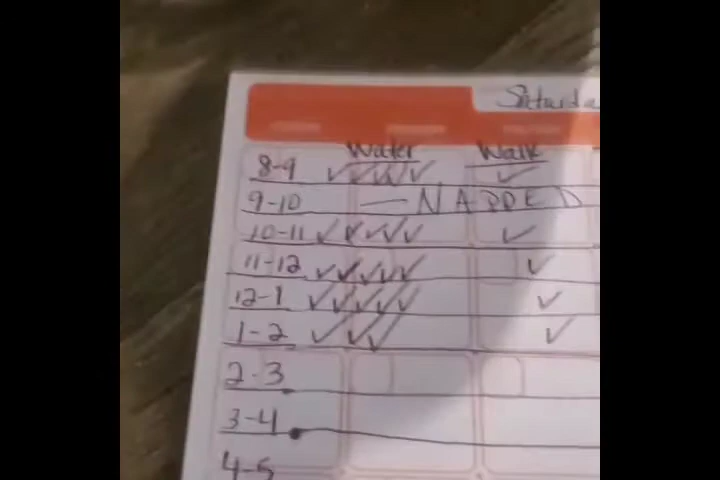 Saturda
Water Walk
8-9 ✓✓✓✓✓ ✓
9-10 — NAPPED
10-11 ✓✓✓✓✓ ✓
11-12 ✓✓✓✓✓ ✓
12-1 ✓✓✓✓✓ ✓
1-2 ✓✓✓ ✓
2-3
3-4
4-5